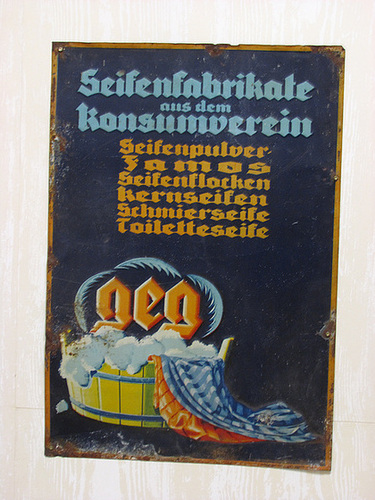 Seifenfabrikate
aus dem
Konsumverein
Seifenpulver
Famos
Seifenflocken
Kernseifen
Schmierseife
Toiletteseife
geg